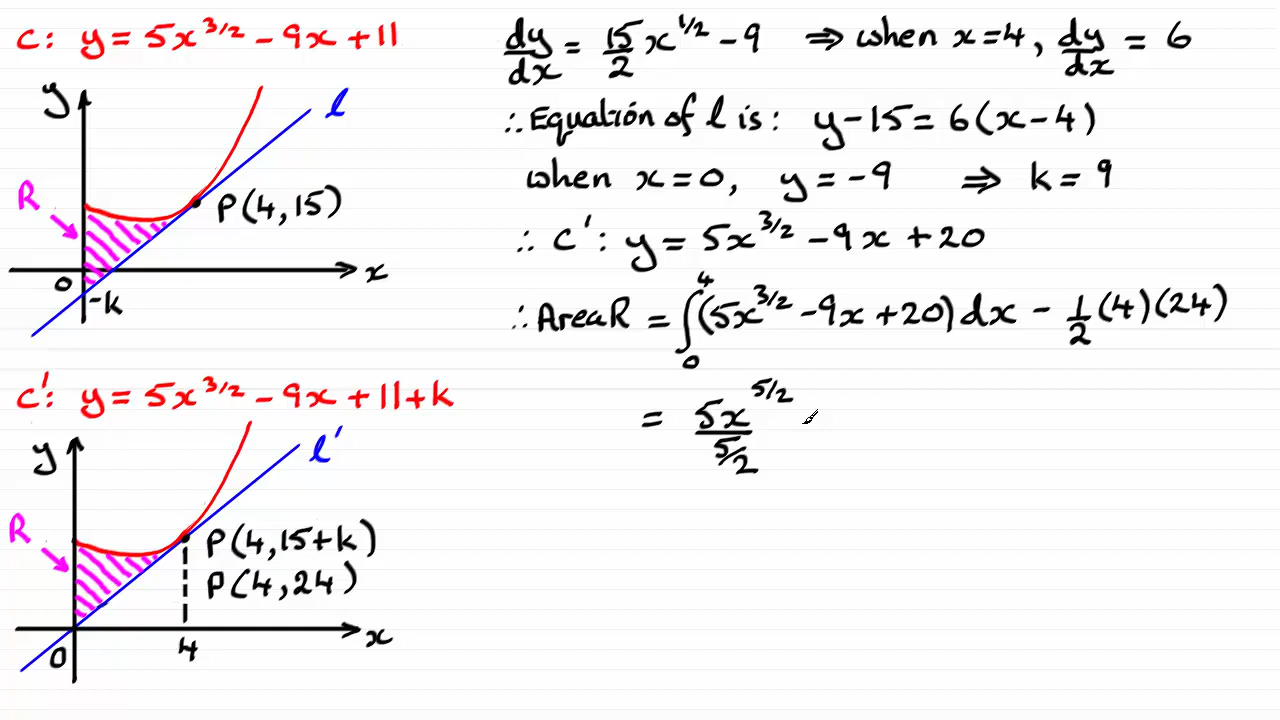 C: y = 5x^3/2 - 9x + 11
y
l
R
P(4, 15)
0
x
-k
C': y = 5x^3/2 - 9x + 11 + k
y
l'
R
P(4, 15+k)
P(4, 24)
0
4
x
dy/dx = 15/2 x^1/2 - 9 ⇒ when x = 4, dy/dx = 6
∴ Equation of l is: y - 15 = 6(x - 4)
when x = 0, y = -9 ⇒ k = 9
∴ C': y = 5x^3/2 - 9x + 20
∴ Area R = ∫_0^4 (5x^3/2 - 9x + 20) dx - 1/2 (4)(24)
= 5x^5/2 / 5/2